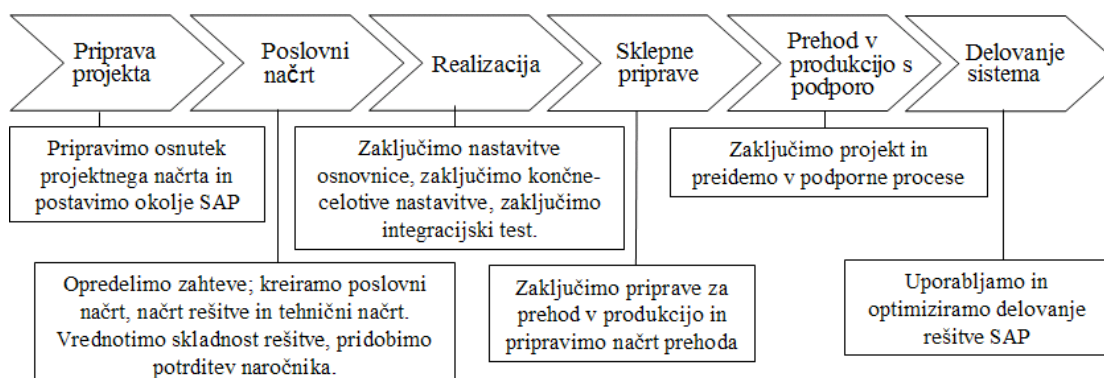 Priprava
projekta
Poslovni
načrt
Realizacija
Sklepne
priprave
Prehod v
produkcijo s
podporo
Delovanje
sistema
Pripravimo osnutek
projektnega načrta in
postavimo okolje SAP
Zaključimo nastavitve
osnovnice, zaključimo končne-
celotive nastavitve, zaključimo
integracijski test.
Zaključimo projekt in
preidemo v podporne procese
Opredelimo zahteve; kreiramo poslovni
načrt, načrt rešitve in tehnični načrt.
Vrednotimo skladnost rešitve, pridobimo
potrditev naročnika.
Zaključimo priprave za
prehod v produkcijo in
pripravimo načrt prehoda
Uporabljamo in
optimiziramo delovanje
rešitve SAP